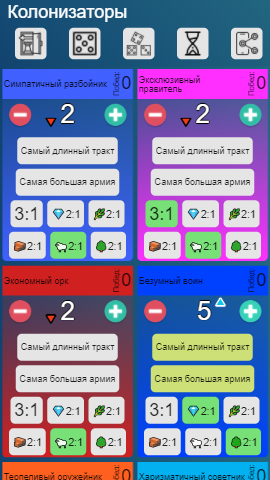 Колонизаторы
Симпатичный разбойник
Побед:
0
2
Самый длинный тракт
Самая большая армия
3:1 2:1 2:1
2:1 2:1 2:1
Эксклюзивный правитель
Побед:
0
2
Самый длинный тракт
Самая большая армия
3:1 2:1 2:1
2:1 2:1 2:1
Экономный орк
Побед:
0
2
Самый длинный тракт
Самая большая армия
3:1 2:1 2:1
2:1 2:1 2:1
Безумный воин
Побед:
0
5
Самый длинный тракт
Самая большая армия
3:1 2:1 2:1
2:1 2:1 2:1
Терпеливый оружейник
Харизматичный советник